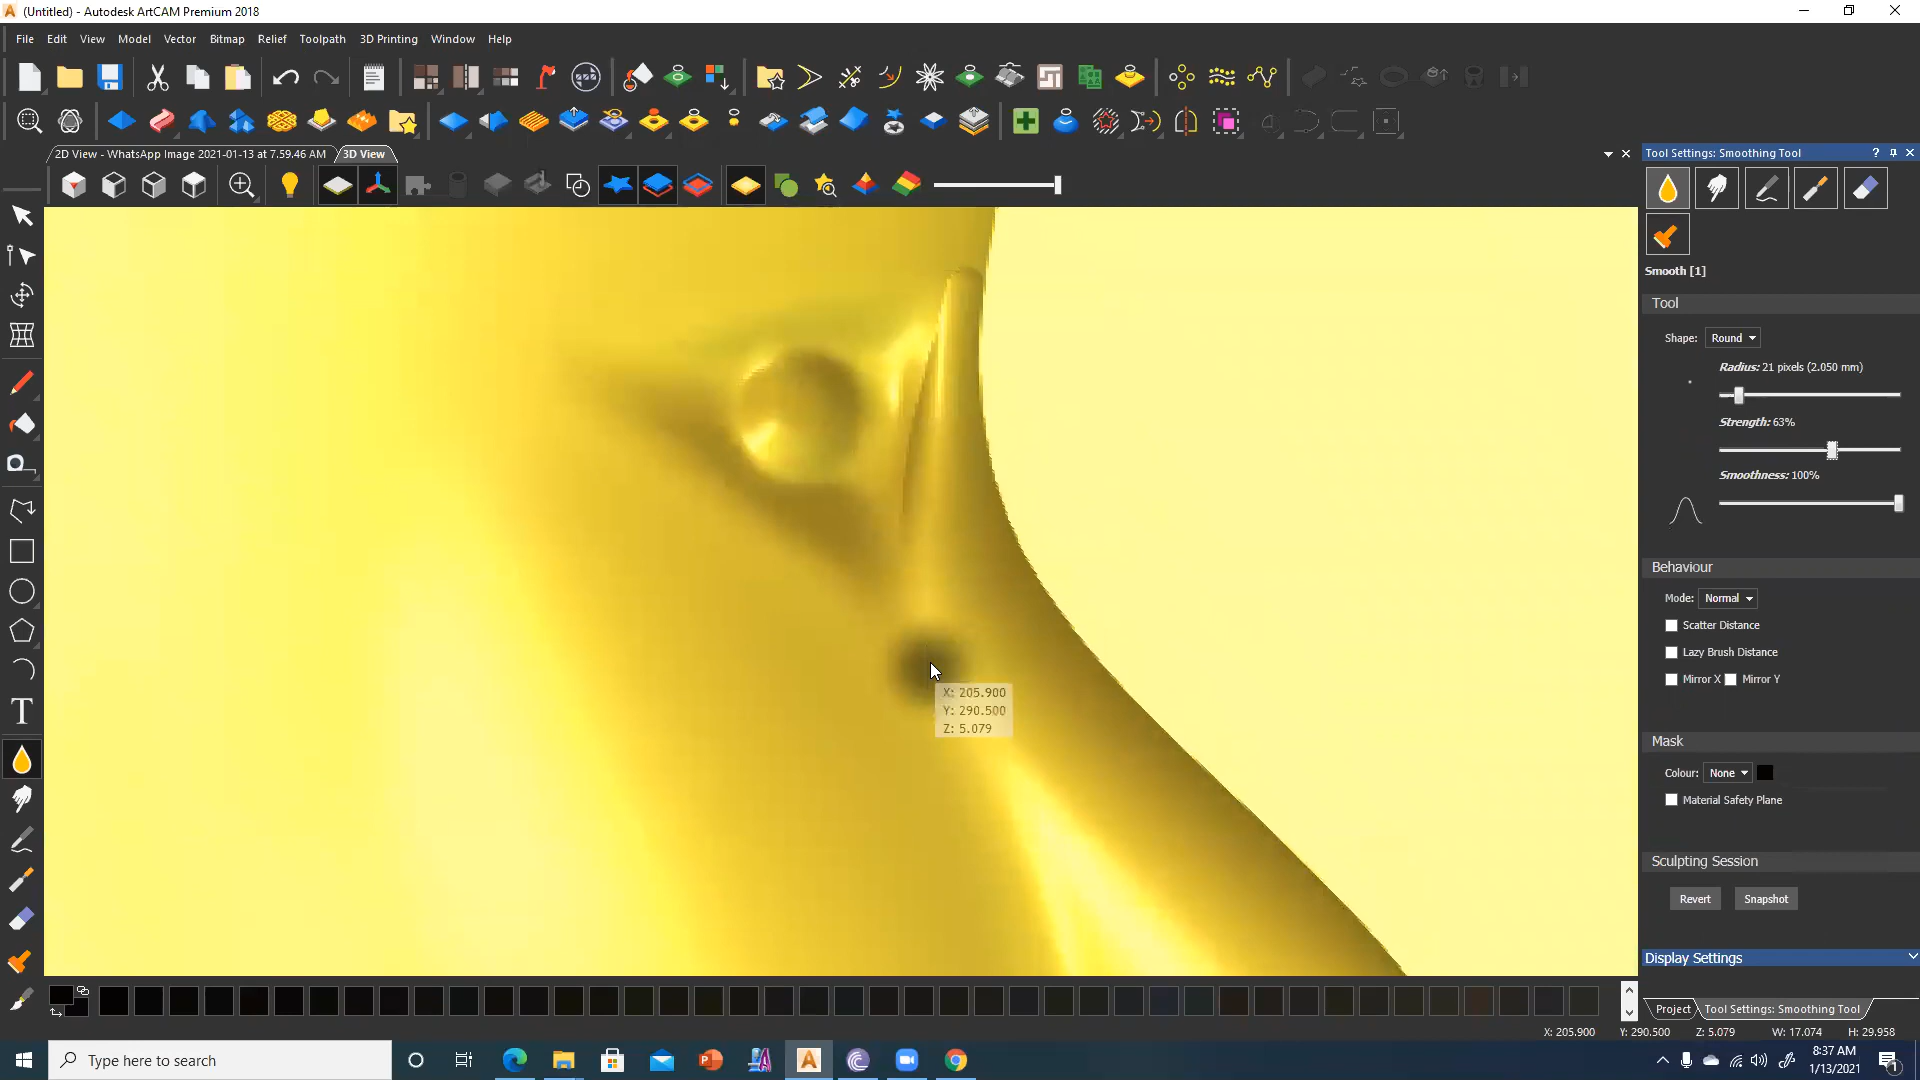 (Untitled) - Autodesk ArtCAM Premium 2018
File Edit View Model Vector Bitmap Relief Toolpath 3D Printing Window Help
2D View - WhatsApp Image 2021-01-13 at 7.59.46 AM
3D View
Tool Settings: Smoothing Tool
Smooth [1]
Tool
Shape: Round
Radius: 21 pixels (2.050 mm)
Strength: 63%
Smoothness: 100%
Behaviour
Mode: Normal
Scatter Distance
Lazy Brush Distance
Mirror X Mirror Y
Mask
Colour: None
Material Safety Plane
Sculpting Session
Revert Snapshot
Display Settings
Project Tool Settings: Smoothing Tool
X: 205.900
Y: 290.500
Z: 5.079
X: 205.900 Y: 290.500 Z: 5.079 W: 17.074 H: 29.958
Type here to search
8:37 AM
1/13/2021